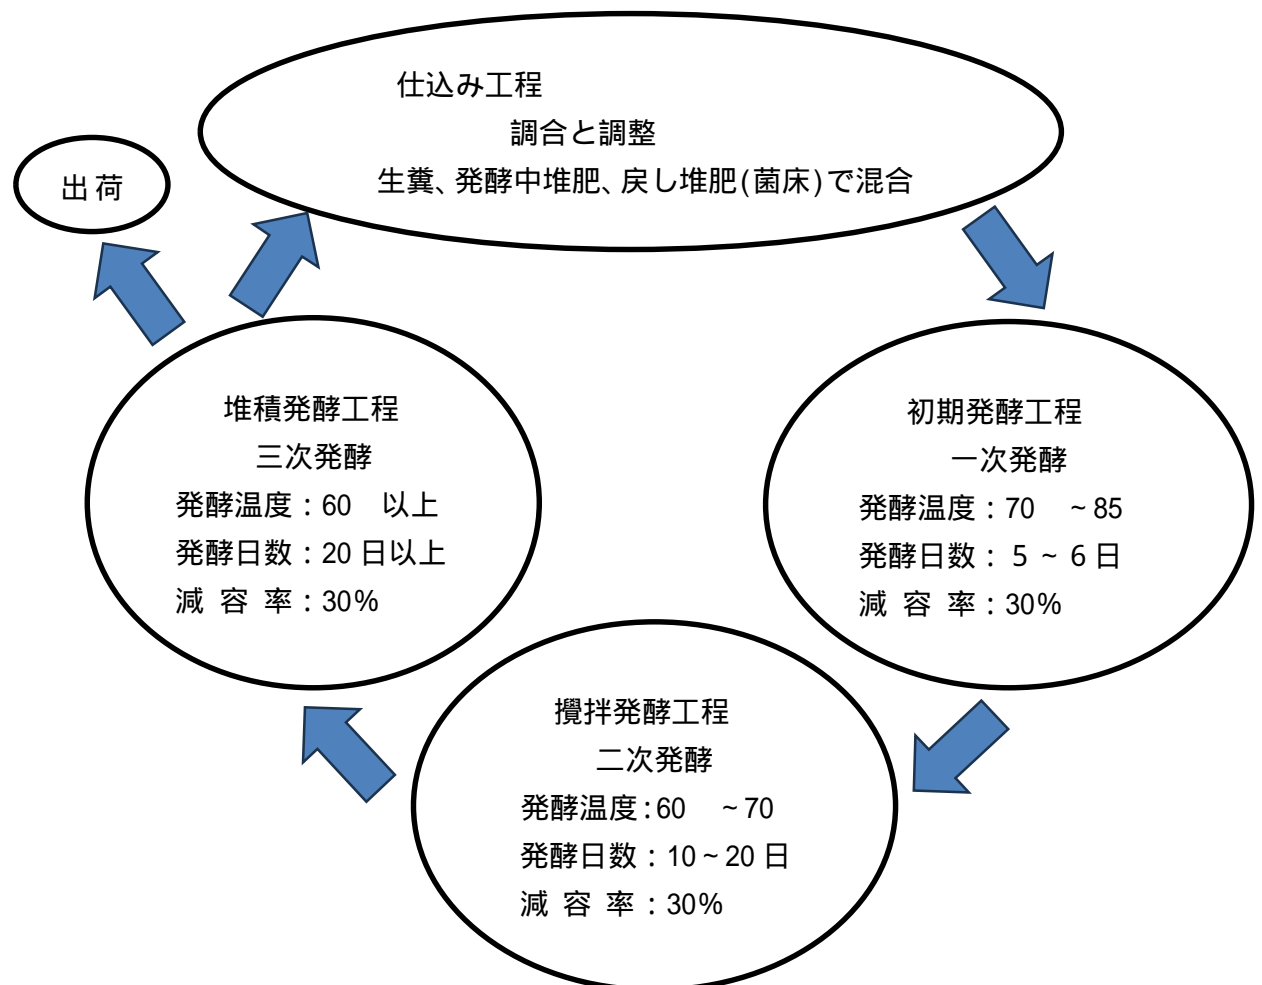 仕込み工程
調合と調整
生糞、発酵中堆肥、戻し堆肥(菌床)で混合
出荷
堆積発酵工程
三次発酵
発酵温度：60　以上
発酵日数：20日以上
減 容 率：30%
初期発酵工程
一次発酵
発酵温度：70　~85
発酵日数： 5 ~ 6日
減 容 率：30%
攪拌発酵工程
二次発酵
発酵温度:60　~70
発酵日数：10~20日
減 容 率：30%